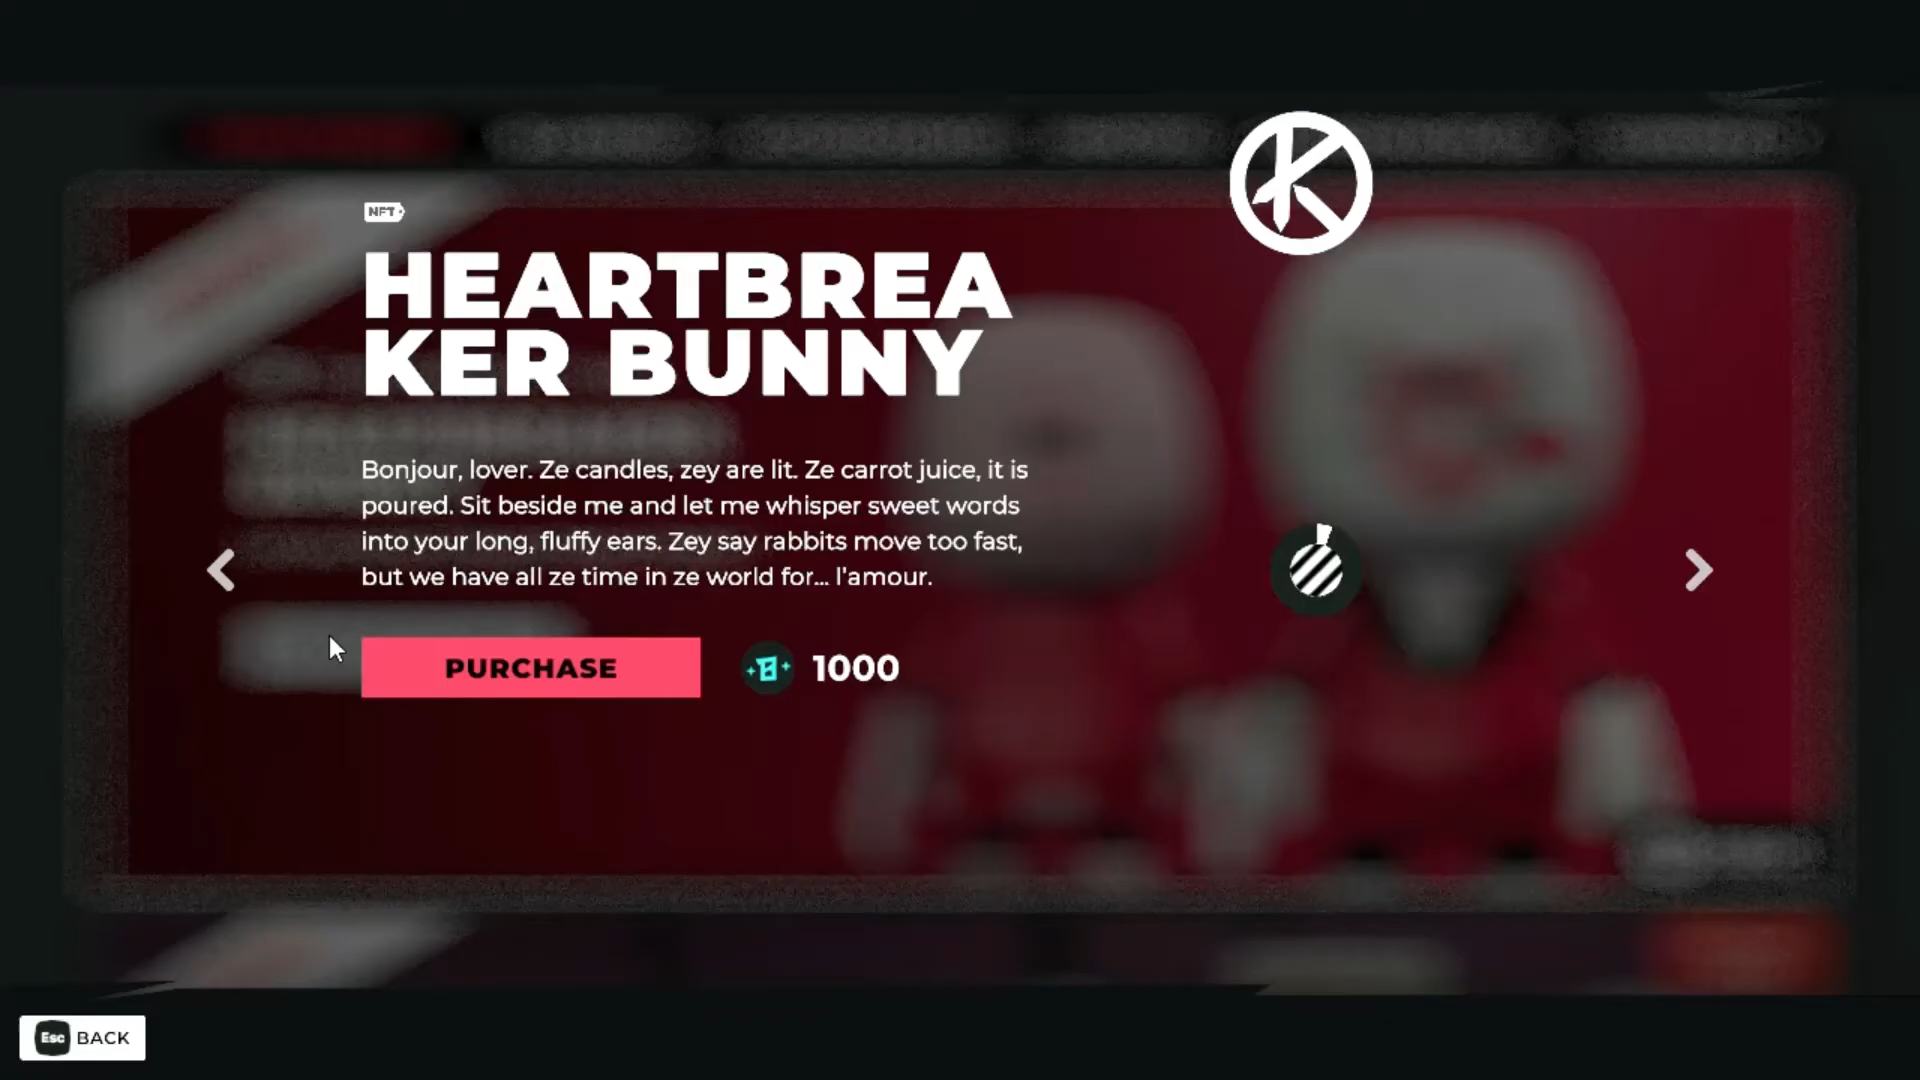 NFT
HEARTBREA
KER BUNNY
Bonjour, lover. Ze candles, zey are lit. Ze carrot juice, it is
poured. Sit beside me and let me whisper sweet words
into your long, fluffy ears. Zey say rabbits move too fast,
but we have all ze time in ze world for... l'amour.
PURCHASE
1000
Esc BACK